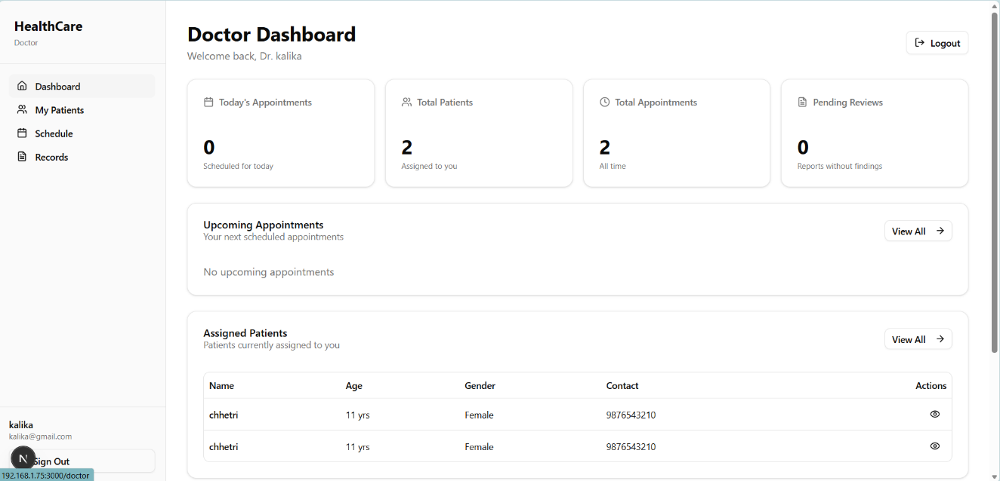 HealthCare
Doctor
Dashboard
My Patients
Schedule
Records
kalika
kalika@gmail.com
N
Sign Out
192.168.1.75:3000/doctor
Doctor Dashboard
Welcome back, Dr. kalika
Logout
Today's Appointments
0
Scheduled for today
Total Patients
2
Assigned to you
Total Appointments
2
All time
Pending Reviews
0
Reports without findings
Upcoming Appointments
Your next scheduled appointments
View All
No upcoming appointments
Assigned Patients
Patients currently assigned to you
View All
Name Age Gender Contact Actions
chhetri 11 yrs Female 9876543210
chhetri 11 yrs Female 9876543210